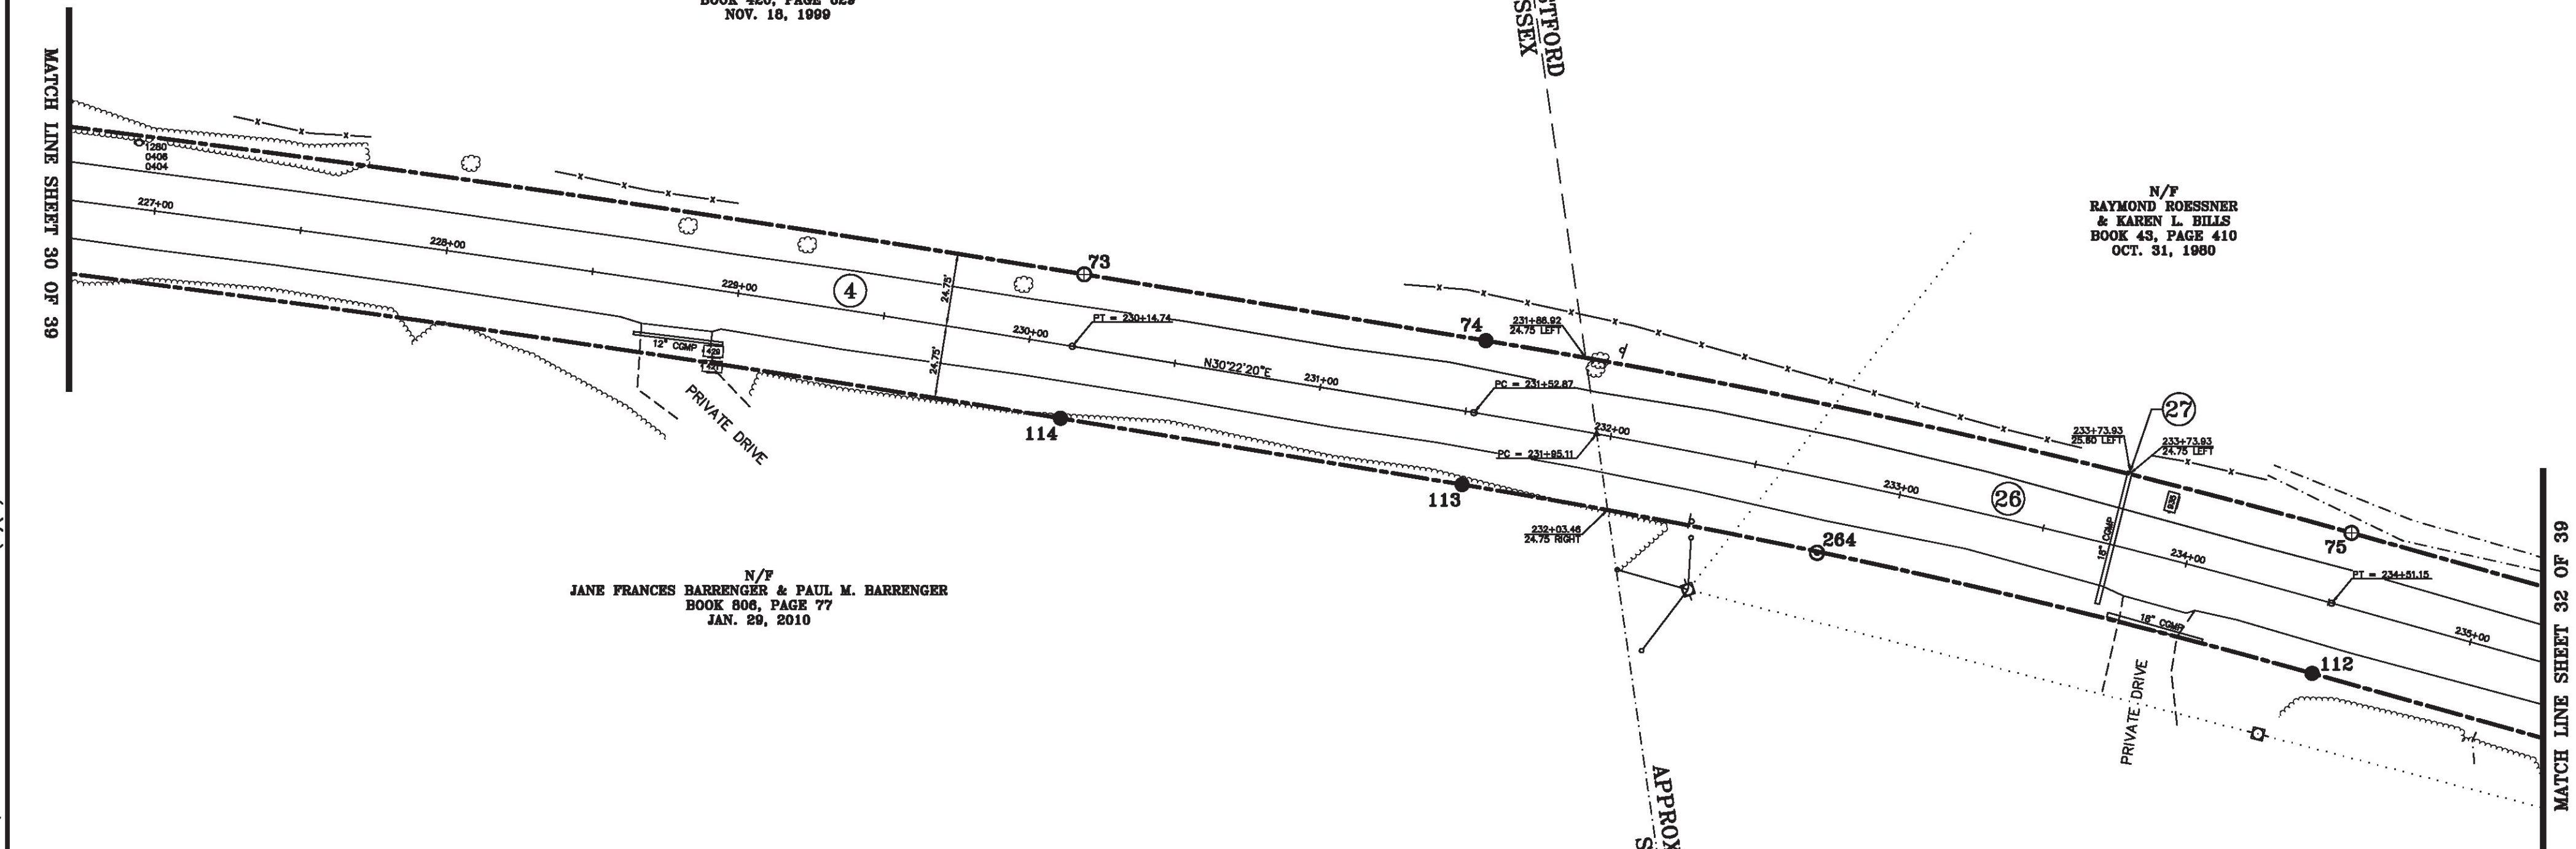 NOV. 18, 1999
STFORD
SSEX
MATCH LINE SHEET 30 OF 39
1280
0406
0404
227+00
228+00
229+00
4
24.75'
24.75'
73
230+00
PT = 230+14.74
12" CGMP
429
PRIVATE DRIVE
114
N30°22'20"E
231+00
74
231+88.92
24.75 LEFT
PC = 231+52.87
232+00
PC = 231+95.11
113
232+03.46
24.75 RIGHT
264
233+00
26
N/F
RAYMOND ROESSNER
& KAREN L. BILLS
BOOK 43, PAGE 410
OCT. 31, 1980
27
233+73.93
25.60 LEFT
233+73.93
24.75 LEFT
18" CGMP
75
234+00
PT = 234+51.15
18" CGMP
235+00
112
PRIVATE DRIVE
MATCH LINE SHEET 32 OF 39
N/F
JANE FRANCES BARRENGER & PAUL M. BARRENGER
BOOK 806, PAGE 77
JAN. 29, 2010
APPROX
S